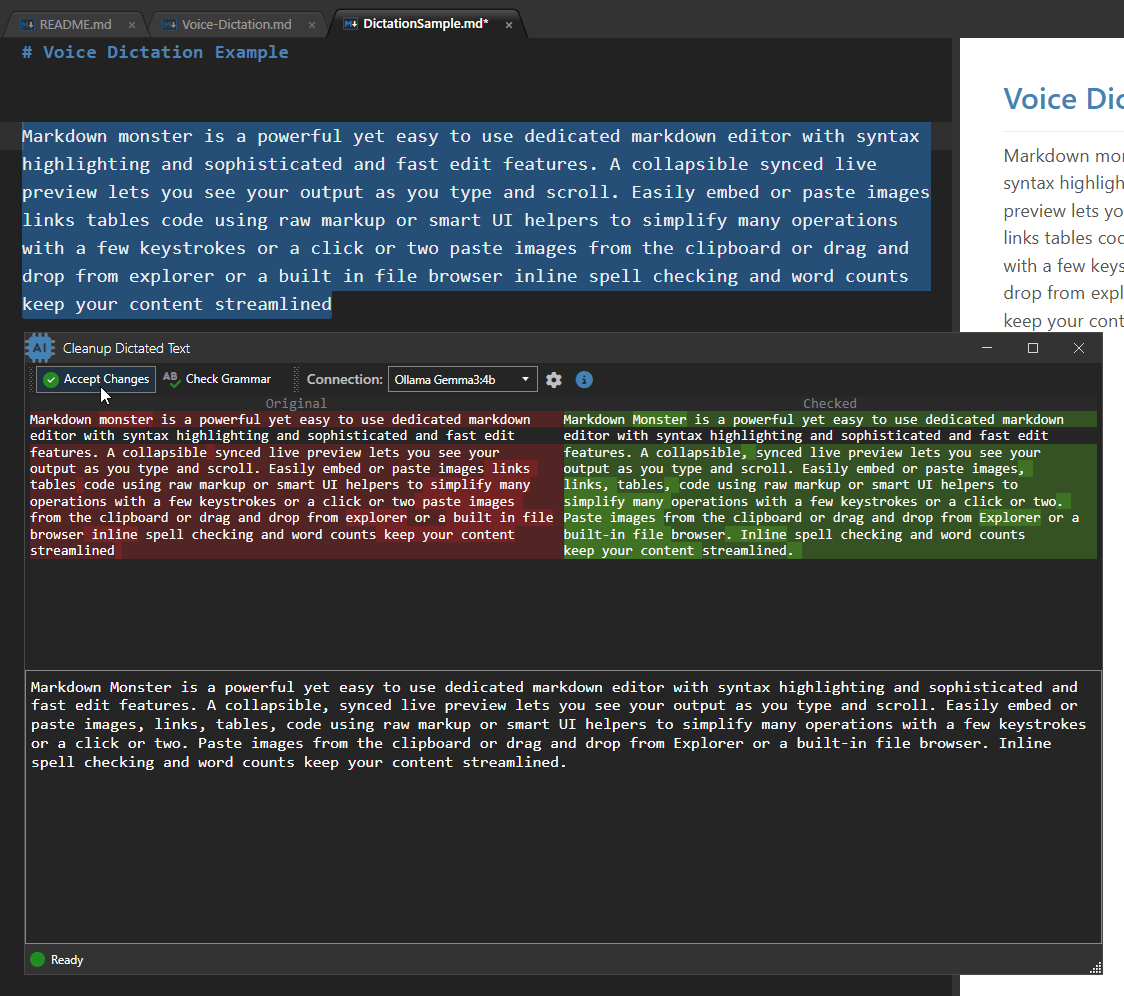 README.md × Voice-Dictation.md × DictationSample.md* ×
# Voice Dictation Example
Markdown monster is a powerful yet easy to use dedicated markdown editor with syntax
highlighting and sophisticated and fast edit features. A collapsible synced live
preview lets you see your output as you type and scroll. Easily embed or paste images
links tables code using raw markup or smart UI helpers to simplify many operations
with a few keystrokes or a click or two paste images from the clipboard or drag and
drop from explorer or a built in file browser inline spell checking and word counts
keep your content streamlined
Voice Dic
Markdown mon
syntax highligh
preview lets yo
links tables cod
with a few keys
drop from expl
keep your cont
AI Cleanup Dictated Text
Accept Changes AB Check Grammar Connection: Ollama Gemma3:4b
Original
Markdown monster is a powerful yet easy to use dedicated markdown
editor with syntax highlighting and sophisticated and fast edit
features. A collapsible synced live preview lets you see your
output as you type and scroll. Easily embed or paste images links
tables code using raw markup or smart UI helpers to simplify many
operations with a few keystrokes or a click or two paste images
from the clipboard or drag and drop from explorer or a built in file
browser inline spell checking and word counts keep your content
streamlined
Checked
Markdown Monster is a powerful yet easy to use dedicated markdown
editor with syntax highlighting and sophisticated and fast edit
features. A collapsible, synced live preview lets you see your
output as you type and scroll. Easily embed or paste images,
links, tables, code using raw markup or smart UI helpers to
simplify many operations with a few keystrokes or a click or two.
Paste images from the clipboard or drag and drop from Explorer or a
built-in file browser. Inline spell checking and word counts
keep your content streamlined.
Markdown Monster is a powerful yet easy to use dedicated markdown editor with syntax highlighting and sophisticated and
fast edit features. A collapsible, synced live preview lets you see your output as you type and scroll. Easily embed or
paste images, links, tables, code using raw markup or smart UI helpers to simplify many operations with a few keystrokes
or a click or two. Paste images from the clipboard or drag and drop from Explorer or a built-in file browser. Inline
spell checking and word counts keep your content streamlined.
Ready